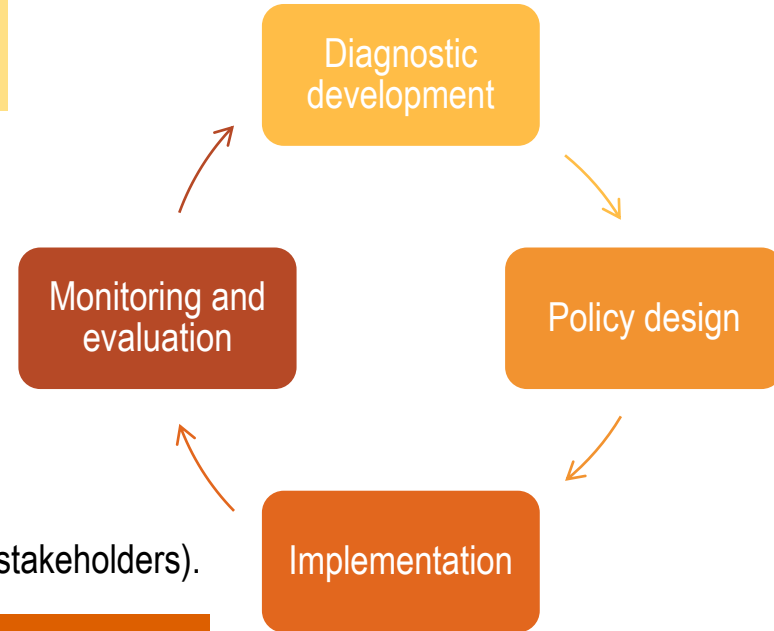 Diagnostic
development
Policy design
Monitoring and
evaluation
Implementation
stakeholders).